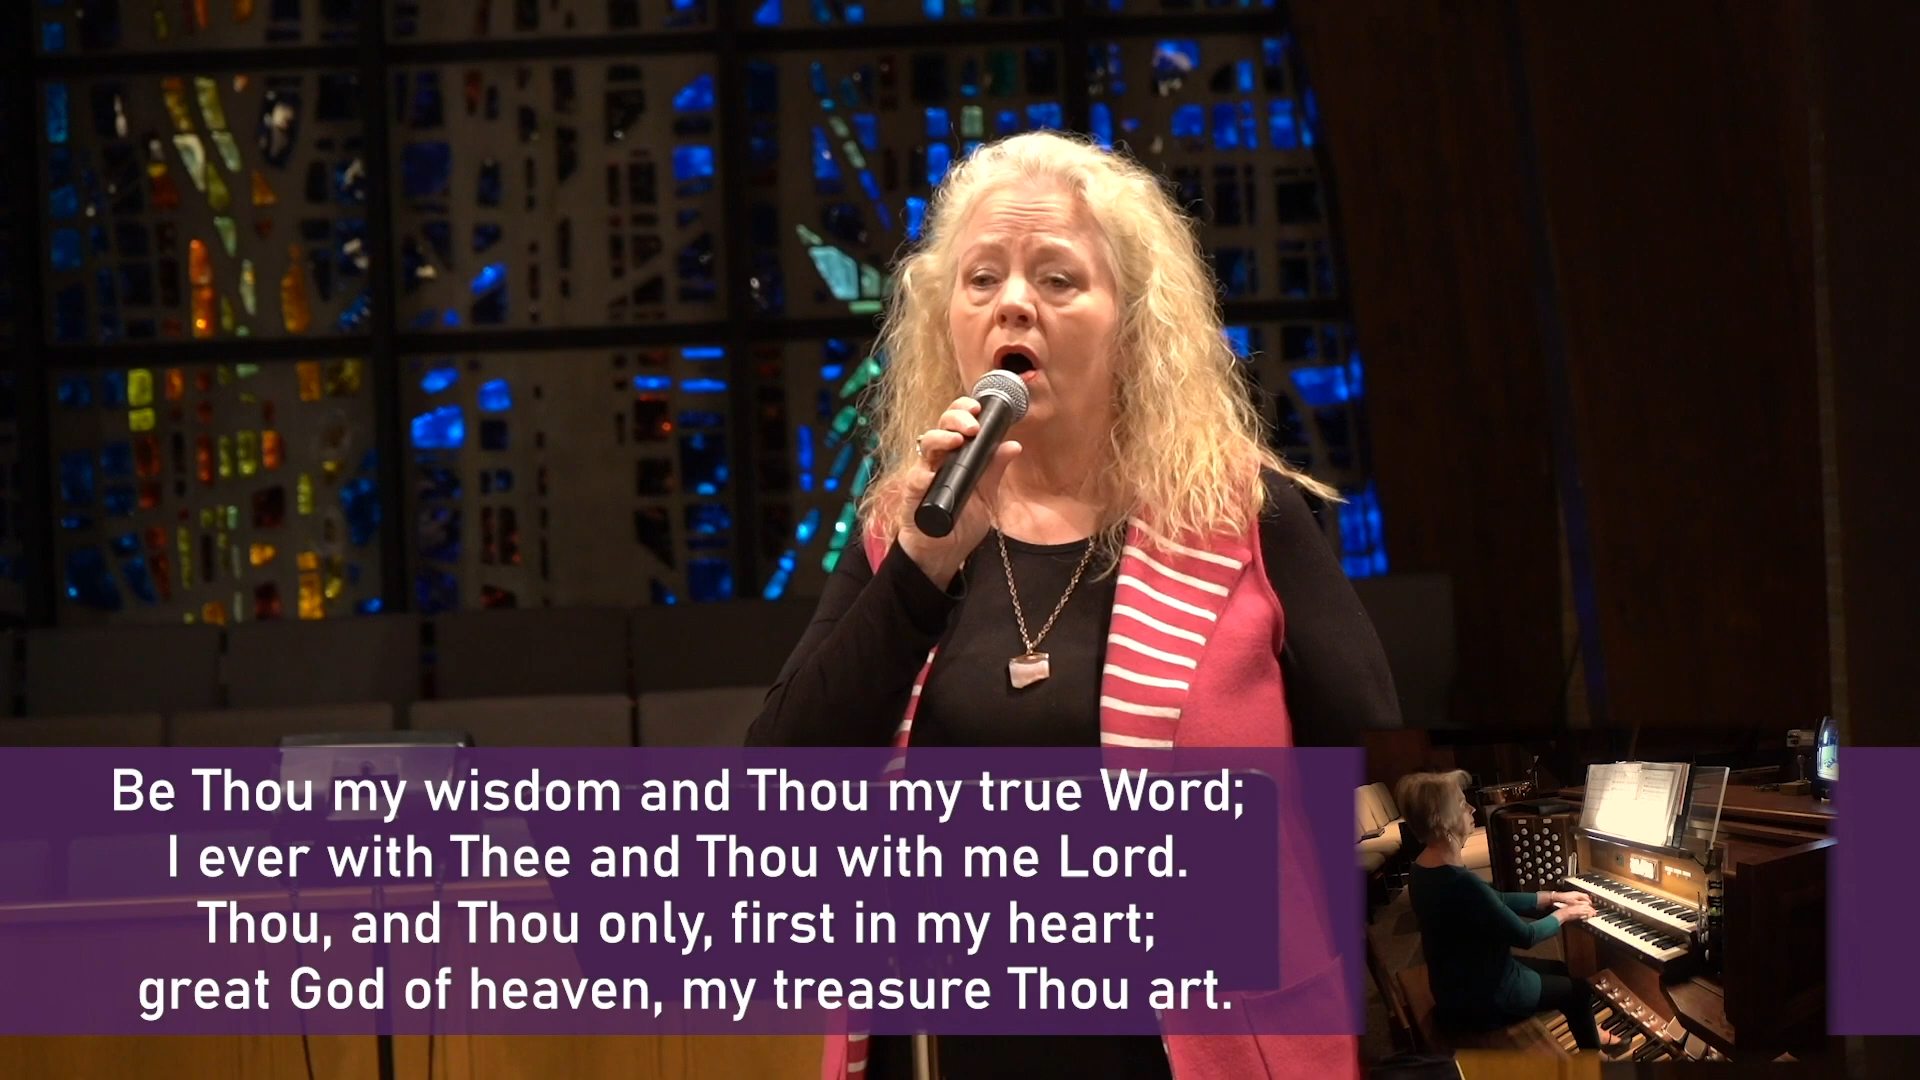 Be Thou my wisdom and Thou my true Word;
I ever with Thee and Thou with me Lord.
Thou, and Thou only, first in my heart;
great God of heaven, my treasure Thou art.